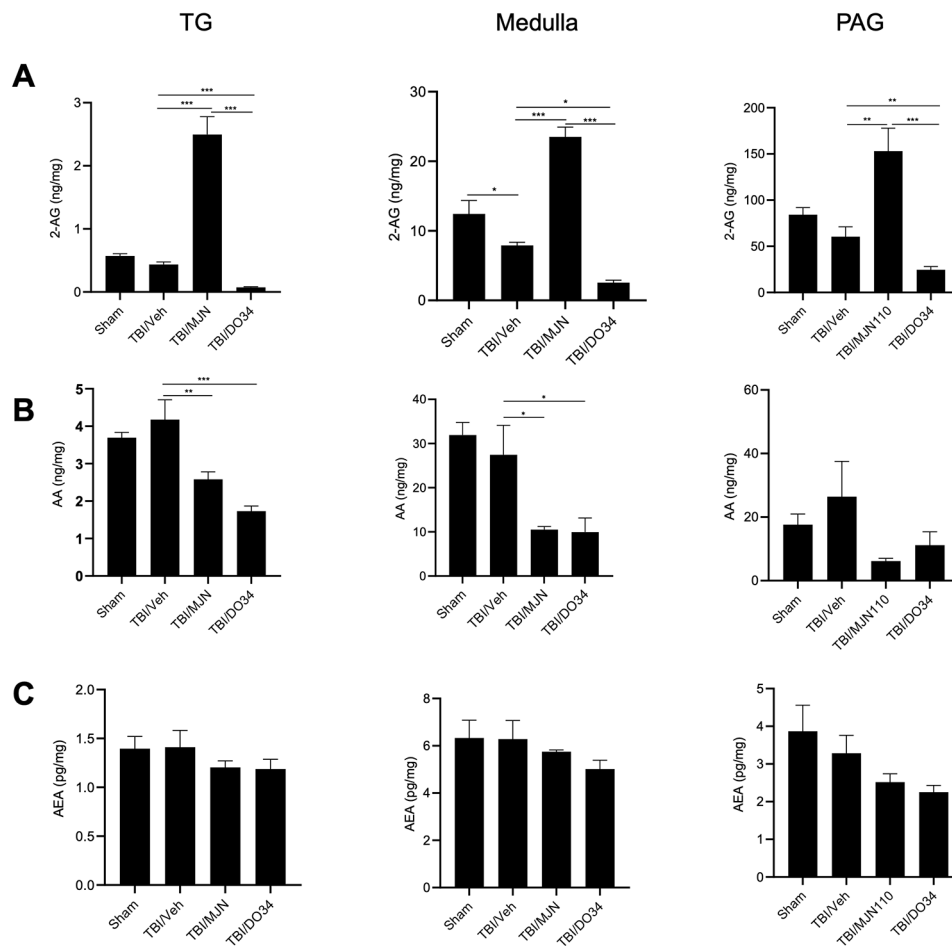 TG Medulla PAG
A
2-AG (ng/mg)
3
2
1
0
***
*** ***
Sham TBI/Veh TBI/MJN TBI/DO34
2-AG (ng/mg)
30
20
10
0
*
*** ***
*
Sham TBI/Veh TBI/MJN TBI/DO34
2-AG (ng/mg)
200
150
100
50
0
**
** ***
Sham TBI/Veh TBI/MJN110 TBI/DO34
B
AA (ng/mg)
5
4
3
2
1
0
***
**
Sham TBI/Veh TBI/MJN TBI/DO34
AA (ng/mg)
40
30
20
10
0
*
*
Sham TBI/Veh TBI/MJN TBI/DO34
AA (ng/mg)
60
40
20
0
Sham TBI/Veh TBI/MJN110 TBI/DO34
C
AEA (pg/mg)
2.0
1.5
1.0
0.5
0.0
Sham TBI/Veh TBI/MJN TBI/DO34
AEA (pg/mg)
8
6
4
2
0
Sham TBI/Veh TBI/MJN TBI/DO34
AEA (pg/mg)
5
4
3
2
1
0
Sham TBI/Veh TBI/MJN110 TBI/DO34